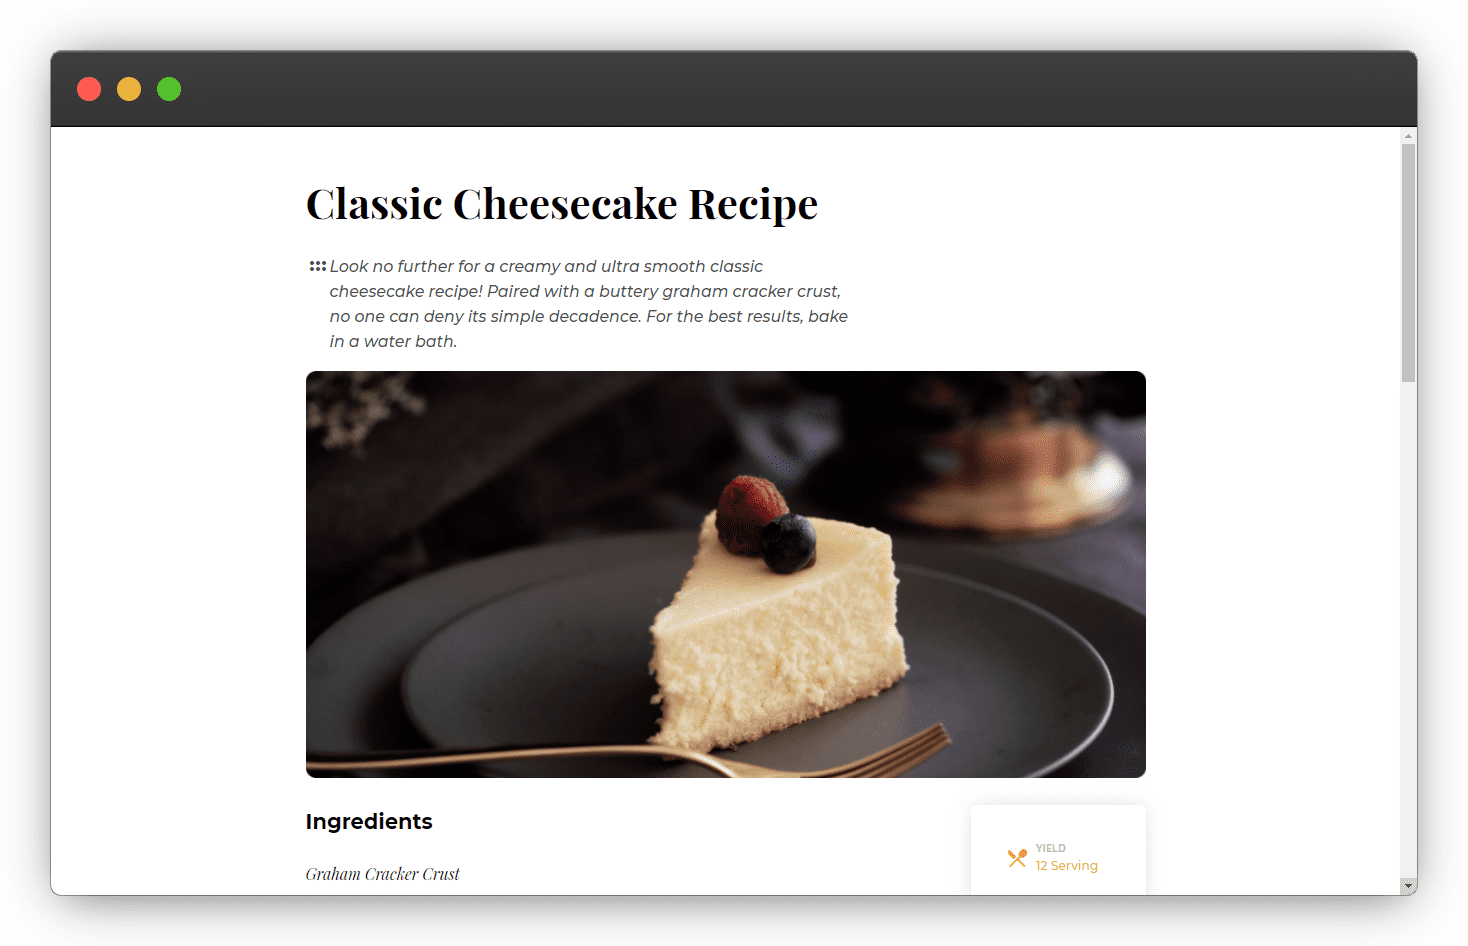 Classic Cheesecake Recipe
Look no further for a creamy and ultra smooth classic
cheesecake recipe! Paired with a buttery graham cracker crust,
no one can deny its simple decadence. For the best results, bake
in a water bath.
Ingredients
Graham Cracker Crust
YIELD
12 Serving